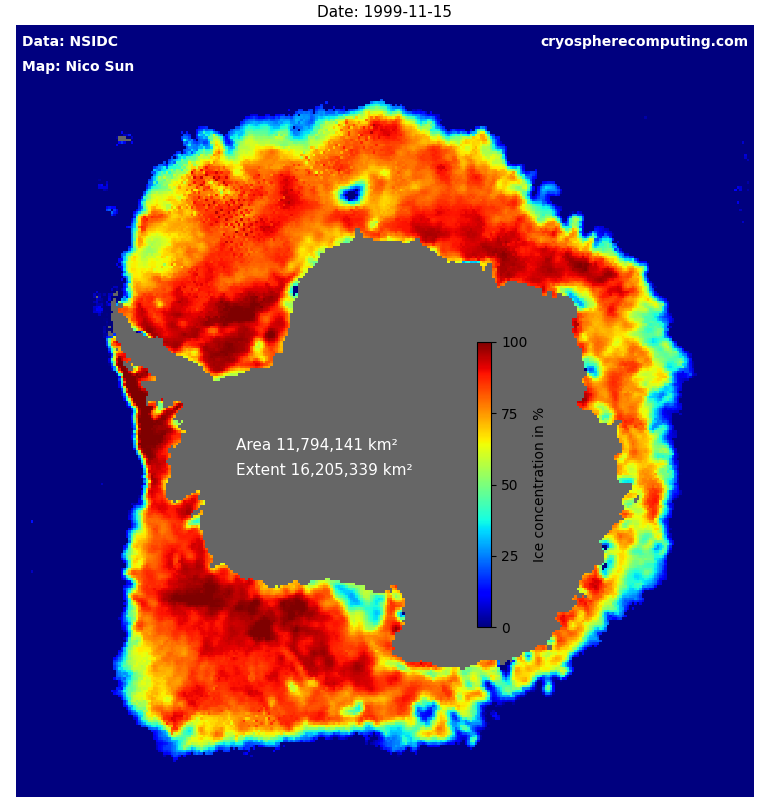 Date: 1999-11-15
Data: NSIDC
cryospherecomputing.com
Map: Nico Sun
100
75
50
25
0
Ice concentration in %
Area 11,794,141 km²
Extent 16,205,339 km²